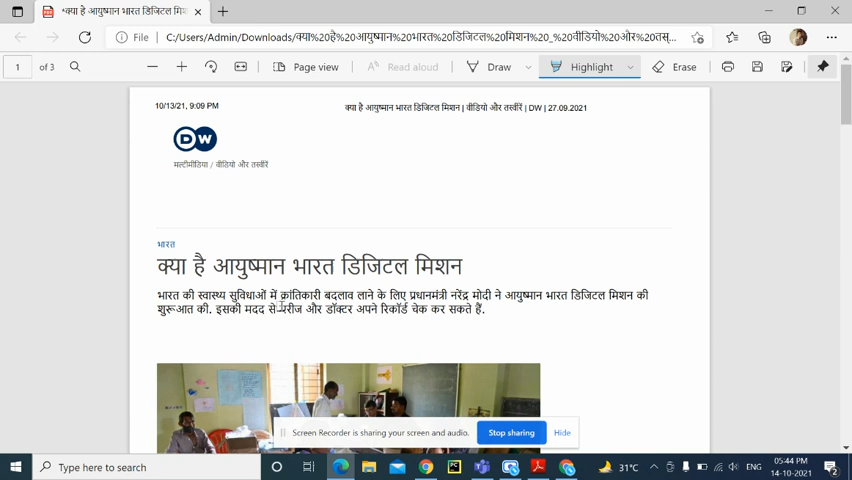 *क्या है आयुष्मान भारत डिजिटल मिश
File C:/Users/Admin/Downloads/क्या%20है%20आयुष्मान%20भारत%20डिजिटल%20मिशन%20_%20वीडियो%20और%20तस्...
1 of 3 Page view Read aloud Draw Highlight Erase
10/13/21, 9:09 PM क्या है आयुष्मान भारत डिजिटल मिशन | वीडियो और तस्वीरें | DW | 27.09.2021
DW
मल्टीमीडिया / वीडियो और तस्वीरें
भारत
क्या है आयुष्मान भारत डिजिटल मिशन
भारत की स्वास्थ्य सुविधाओं में क्रांतिकारी बदलाव लाने के लिए प्रधानमंत्री नरेंद्र मोदी ने आयुष्मान भारत डिजिटल मिशन की
शुरूआत की. इसकी मदद से मरीज और डॉक्टर अपने रिकॉर्ड चेक कर सकते हैं.
Screen Recorder is sharing your screen and audio. Stop sharing Hide
Type here to search 31°C ENG 05:44 PM
14-10-2021